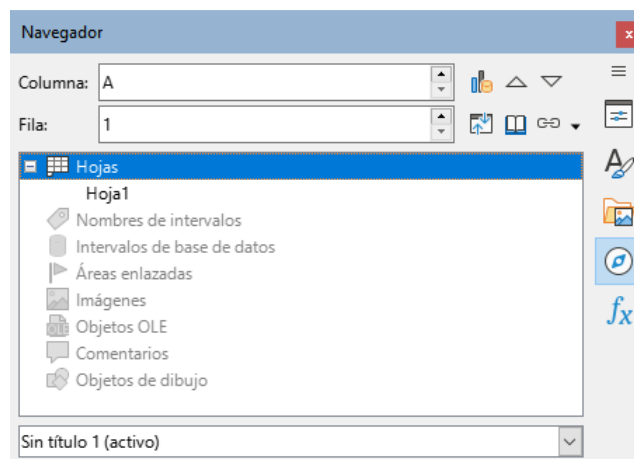 Navegador
Columna: A
Fila: 1
Hojas
Hoja1
Nombres de intervalos
Intervalos de base de datos
Áreas enlazadas
Imágenes
Objetos OLE
Comentarios
Objetos de dibujo
Sin título 1 (activo)